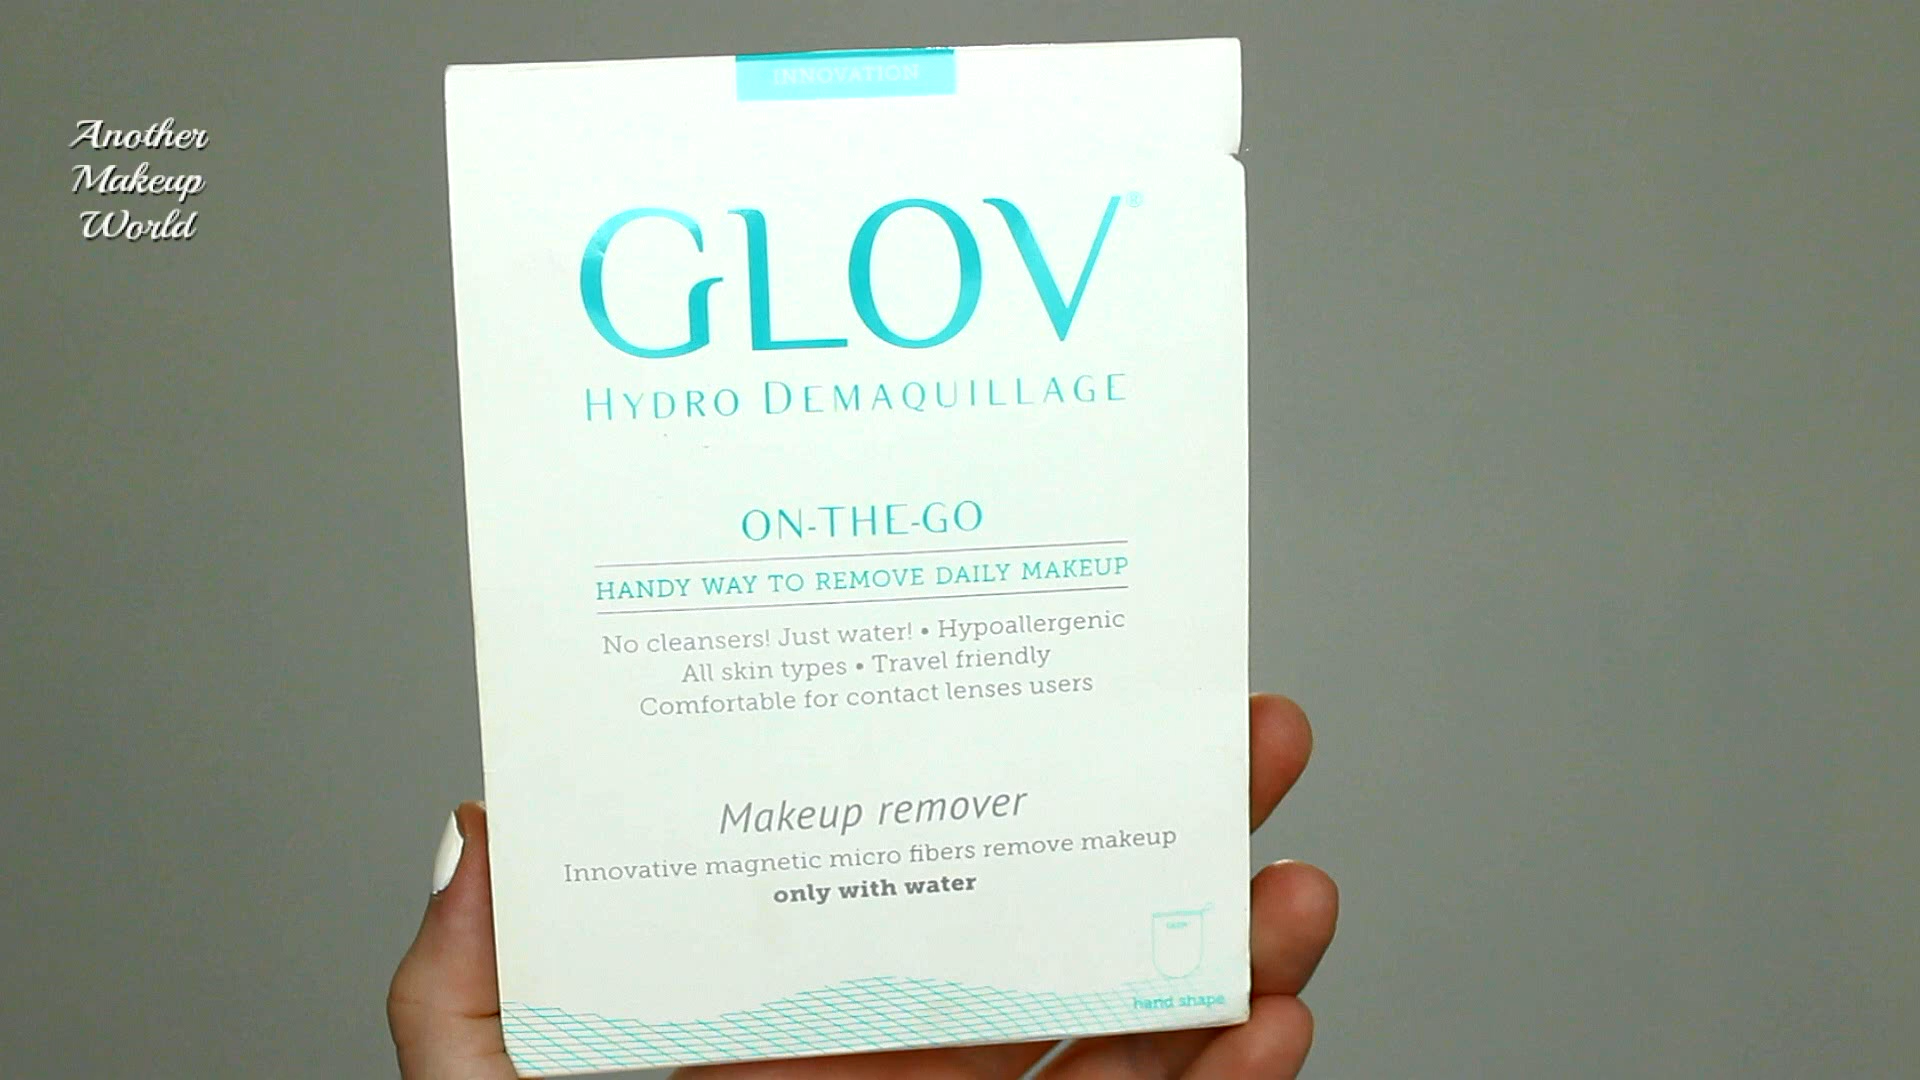 Another
Makeup
World
INNOVATION
GLOV®
HYDRO DEMAQUILLAGE
ON-THE-GO
HANDY WAY TO REMOVE DAILY MAKEUP
No cleansers! Just water! • Hypoallergenic
All skin types • Travel friendly
Comfortable for contact lenses users
Makeup remover
Innovative magnetic micro fibers remove makeup
only with water
GLOV
hand shape